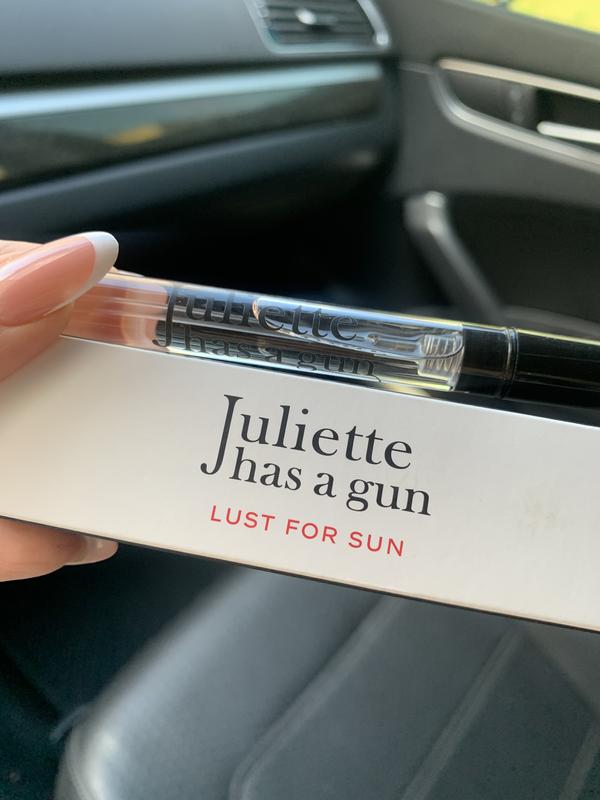 Juliette
has a gun
Juliette
has a gun
LUST FOR SUN